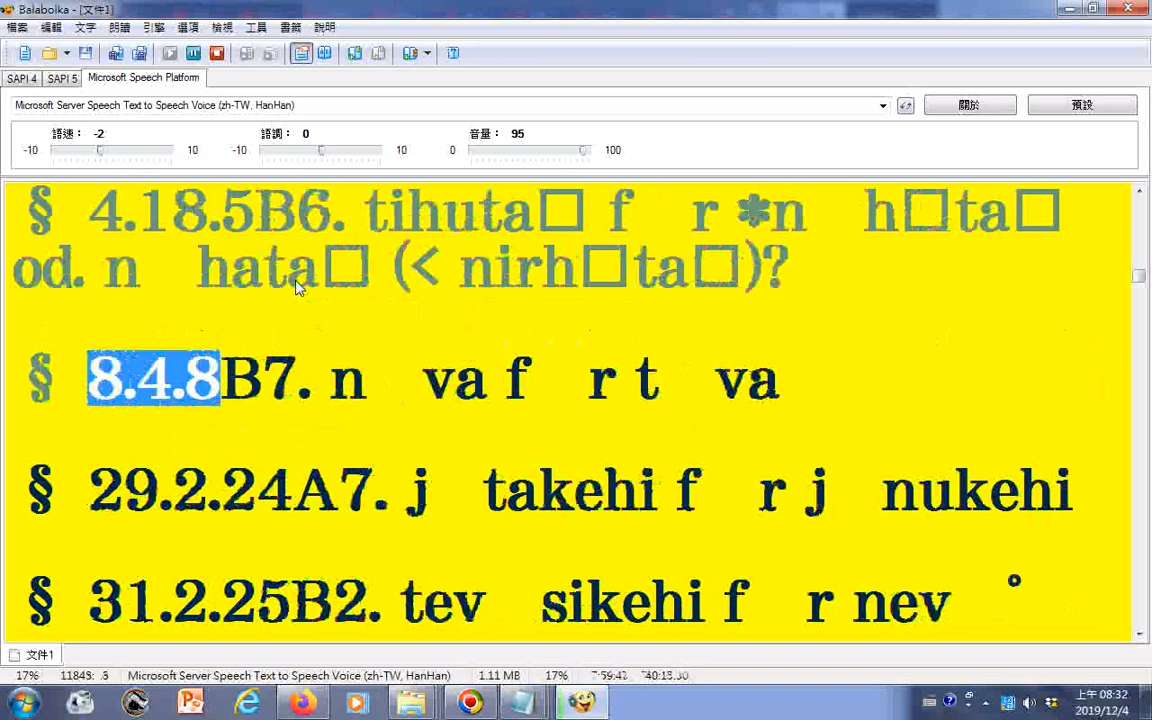 Balabolka - [文件1]
檔案 編輯 文字 朗讀 引擎 選項 檢視 工具 書籤 說明
SAPI 4 SAPI 5 Microsoft Speech Platform
Microsoft Server Speech Text to Speech Voice (zh-TW, HanHan) 關於 預設
語速： -2 語調： 0 音量： 95
-10 10 -10 10 0 100
§ 4.18.5B6. tihuta□ f r *n h□ta□
od. n hata□ (< nirh□ta□)?
§ 8.4.8B7. n va f r t va
§ 29.2.24A7. j takehi f r j nukehi
§ 31.2.25B2. tev sikehi f r nev °
文件1
17% Microsoft Server Speech Text to Speech Voice (zh-TW, HanHan) 1.11 MB 17%
上午 08:32
2019/12/4